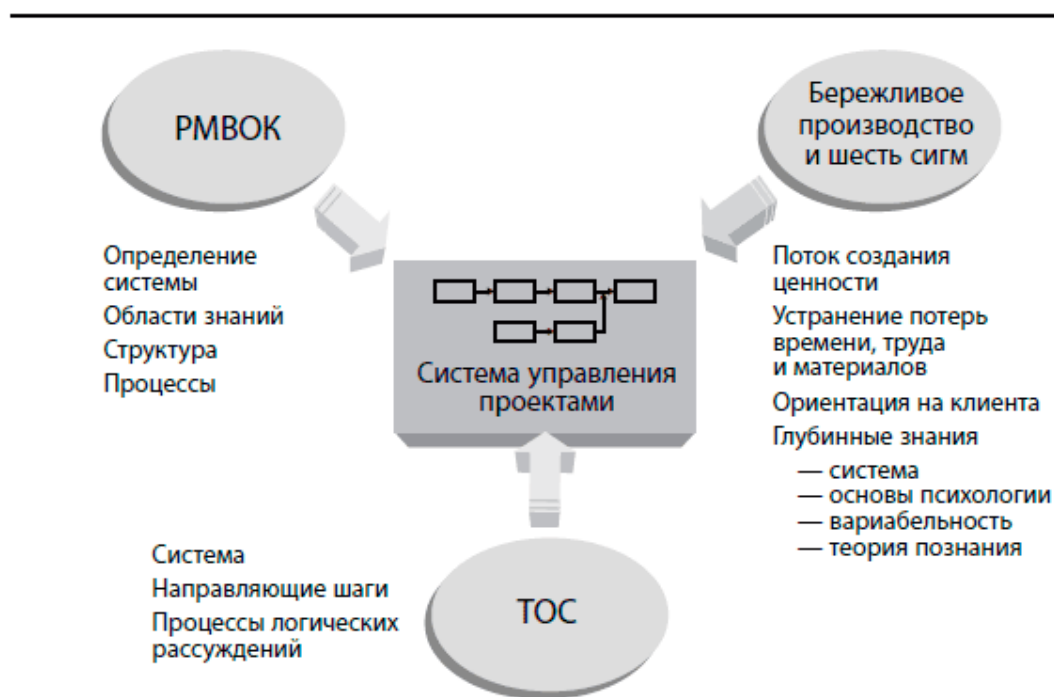 PMBOK
Бережливое
производство
и шесть сигм
Определение
системы
Области знаний
Структура
Процессы
Поток создания
ценности
Устранение потерь
времени, труда
и материалов
Ориентация на клиента
Глубинные знания
— система
— основы психологии
— вариабельность
— теория познания
Система управления
проектами
Система
Направляющие шаги
Процессы логических
рассуждений
ТОС